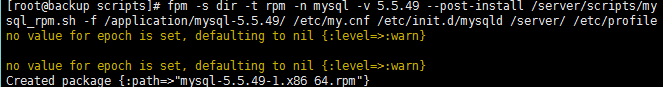 [root@backup scripts]# fpm -s dir -t rpm -n mysql -v 5.5.49 --post-install /server/scripts/my
sql_rpm.sh -f /application/mysql-5.5.49/ /etc/my.cnf /etc/init.d/mysqld /server/ /etc/profile
no value for epoch is set, defaulting to nil {:level=>:warn}
no value for epoch is set, defaulting to nil {:level=>:warn}
Created package {:path=>"mysql-5.5.49-1.x86_64.rpm"}